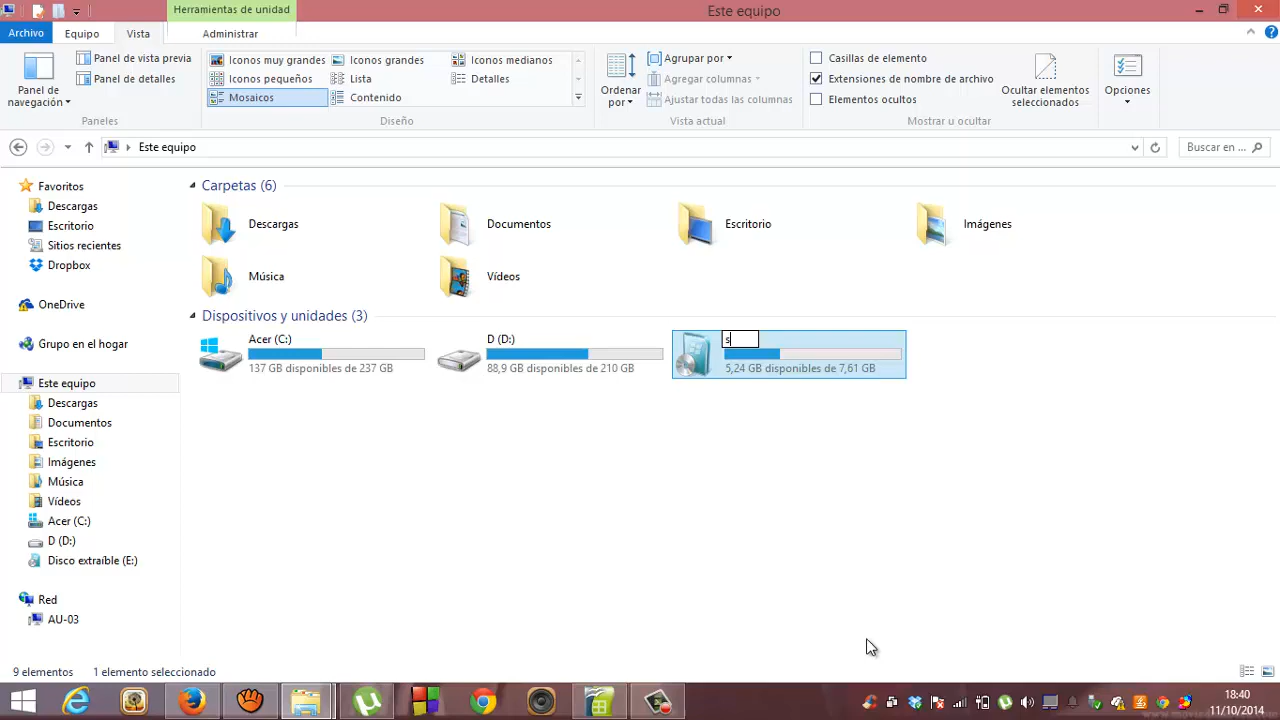 Herramientas de unidad
Este equipo
Archivo
Equipo
Vista
Administrar
Panel de navegación
Panel de vista previa
Panel de detalles
Paneles
Iconos muy grandes
Iconos grandes
Iconos medianos
Iconos pequeños
Lista
Detalles
Mosaicos
Contenido
Diseño
Ordenar por
Agrupar por
Agregar columnas
Ajustar todas las columnas
Vista actual
Casillas de elemento
Extensiones de nombre de archivo
Elementos ocultos
Ocultar elementos seleccionados
Mostrar u ocultar
Opciones
Este equipo
Buscar en ...
Favoritos
Descargas
Escritorio
Sitios recientes
Dropbox
OneDrive
Grupo en el hogar
Este equipo
Descargas
Documentos
Escritorio
Imágenes
Música
Vídeos
Acer (C:)
D (D:)
Disco extraíble (E:)
Red
AU-03
Carpetas (6)
Descargas
Documentos
Escritorio
Imágenes
Música
Vídeos
Dispositivos y unidades (3)
Acer (C:)
137 GB disponibles de 237 GB
D (D:)
88,9 GB disponibles de 210 GB
s
5,24 GB disponibles de 7,61 GB
9 elementos
1 elemento seleccionado
18:40
11/10/2014